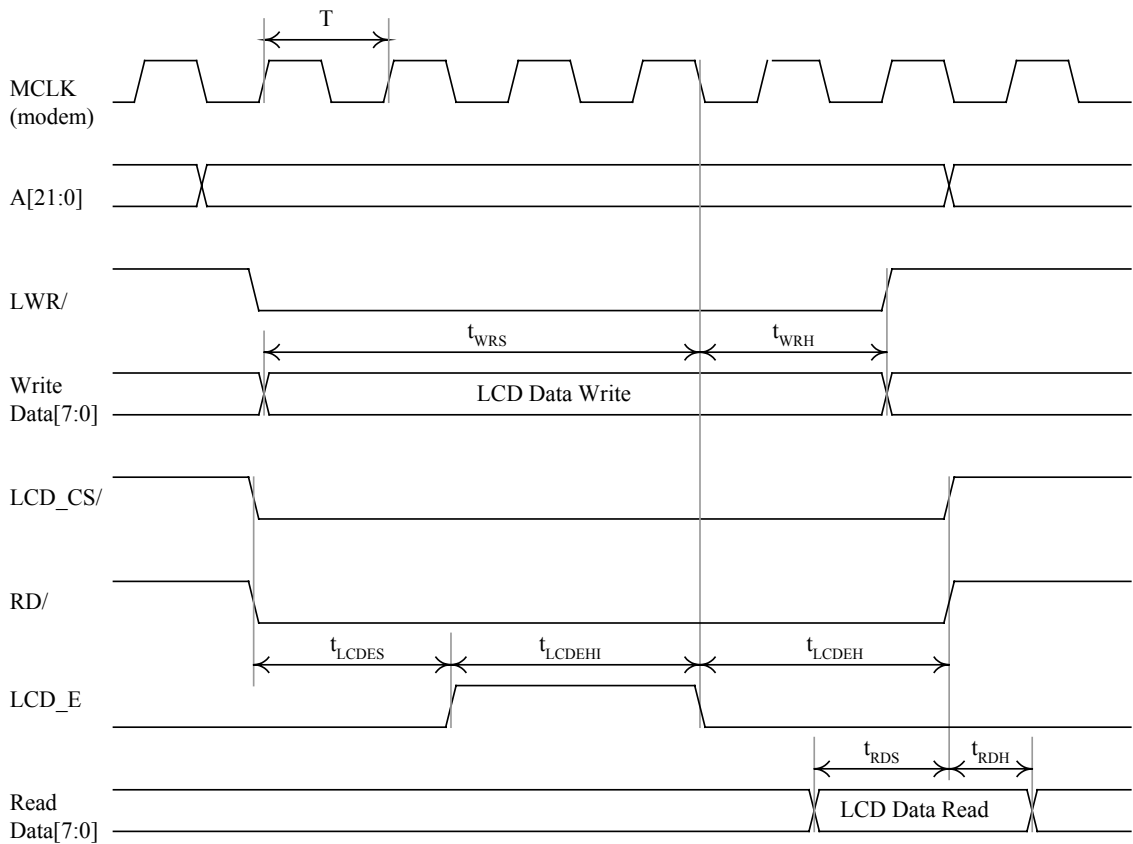 T
MCLK
(modem)
A[21:0]
LWR/
tWRS tWRH
Write
Data[7:0]
LCD Data Write
LCD_CS/
RD/
tLCDES tLCDEHI tLCDEH
LCD_E
tRDS tRDH
Read
Data[7:0]
LCD Data Read